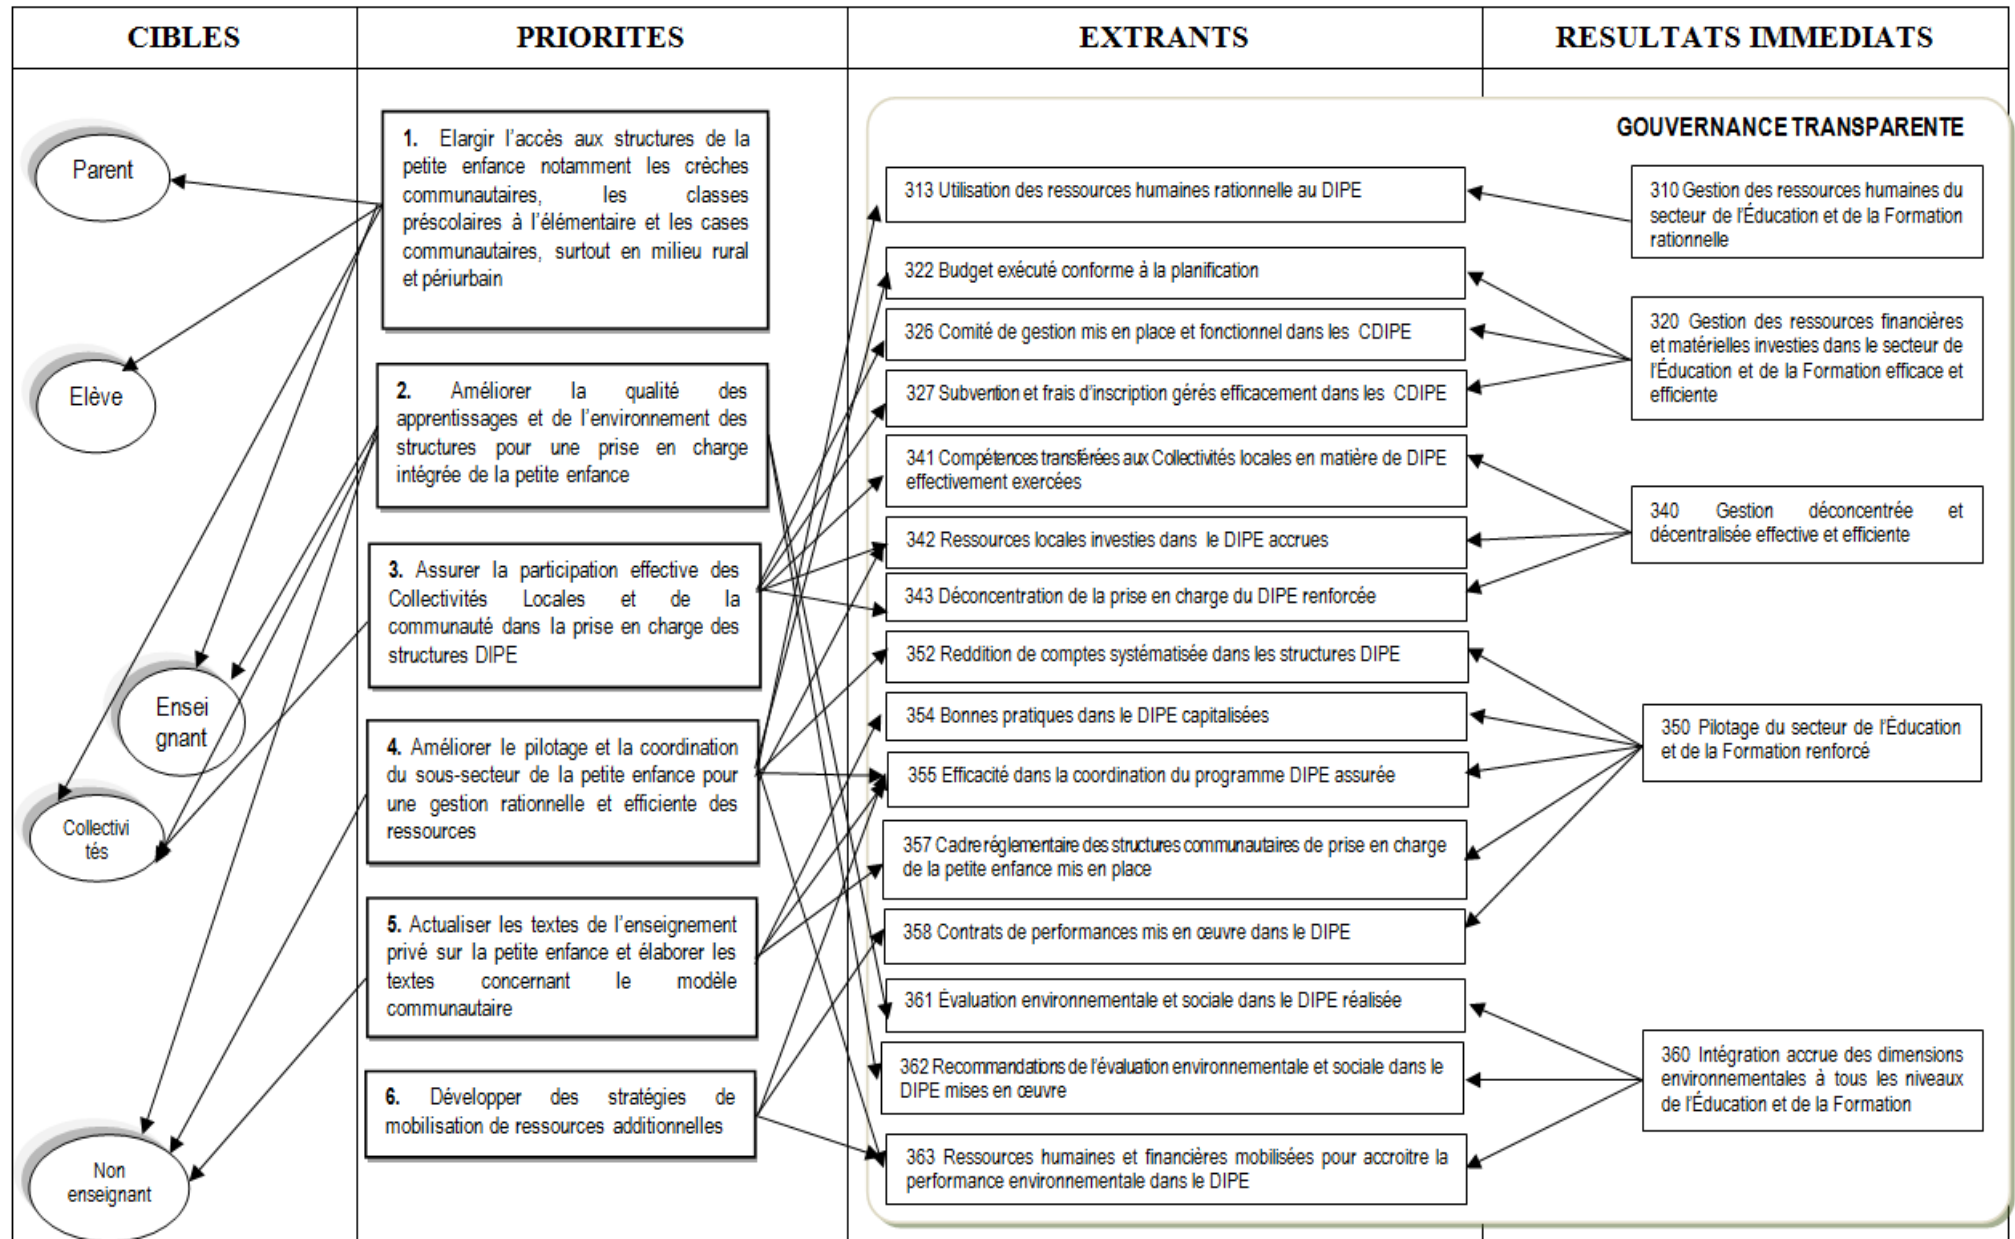 CIBLES
PRIORITES
EXTRANTS
RESULTATS IMMEDIATS
Parent
Elève
Ensei
gnant
Collectivi
tés
Non
enseignant
1. Elargir l’accès aux structures de la
petite enfance notamment les crèches
communautaires, les classes
préscolaires à l’élémentaire et les cases
communautaires, surtout en milieu rural
et périurbain
2. Améliorer la qualité des
apprentissages et de l’environnement des
structures pour une prise en charge
intégrée de la petite enfance
3. Assurer la participation effective des
Collectivités Locales et de la
communauté dans la prise en charge des
structures DIPE
4. Améliorer le pilotage et la coordination
du sous-secteur de la petite enfance pour
une gestion rationnelle et efficiente des
ressources
5. Actualiser les textes de l’enseignement
privé sur la petite enfance et élaborer les
textes concernant le modèle
communautaire
6. Développer des stratégies de
mobilisation de ressources additionnelles
313 Utilisation des ressources humaines rationnelle au DIPE
322 Budget exécuté conforme à la planification
326 Comité de gestion mis en place et fonctionnel dans les CDIPE
327 Subvention et frais d’inscription gérés efficacement dans les CDIPE
341 Compétences transférées aux Collectivités locales en matière de DIPE
effectivement exercées
342 Ressources locales investies dans le DIPE accrues
343 Déconcentration de la prise en charge du DIPE renforcée
352 Reddition de comptes systématisée dans les structures DIPE
354 Bonnes pratiques dans le DIPE capitalisées
355 Efficacité dans la coordination du programme DIPE assurée
357 Cadre réglementaire des structures communautaires de prise en charge
de la petite enfance mis en place
358 Contrats de performances mis en œuvre dans le DIPE
361 Évaluation environnementale et sociale dans le DIPE réalisée
362 Recommandations de l’évaluation environnementale et sociale dans le
DIPE mises en œuvre
363 Ressources humaines et financières mobilisées pour accroitre la
performance environnementale dans le DIPE
GOUVERNANCE TRANSPARENTE
310 Gestion des ressources humaines du
secteur de l’Éducation et de la Formation
rationnelle
320 Gestion des ressources financières
et matérielles investies dans le secteur de
l’Éducation et de la Formation efficace et
efficiente
340 Gestion déconcentrée et
décentralisée effective et efficiente
350 Pilotage du secteur de l’Éducation
et de la Formation renforcé
360 Intégration accrue des dimensions
environnementales à tous les niveaux
de l’Éducation et de la Formation